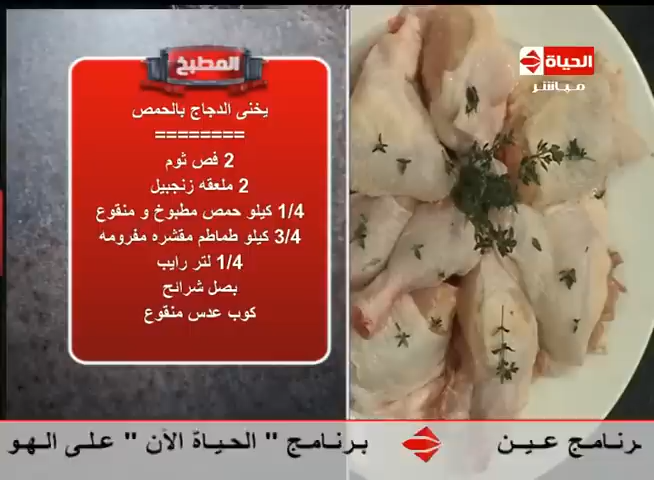 المطبخ
يخنى الدجاج بالحمص
========
2 فص ثوم
2 ملعقه زنجبيل
1/4 كيلو حمص مطبوخ و منقوع
3/4 كيلو طماطم مقشره مفرومه
1/4 لتر رايب
بصل شرائح
كوب عدس منقوع
الحياة
مباشر
برنامج عين
برنامج " الحياة الأن " على الهو